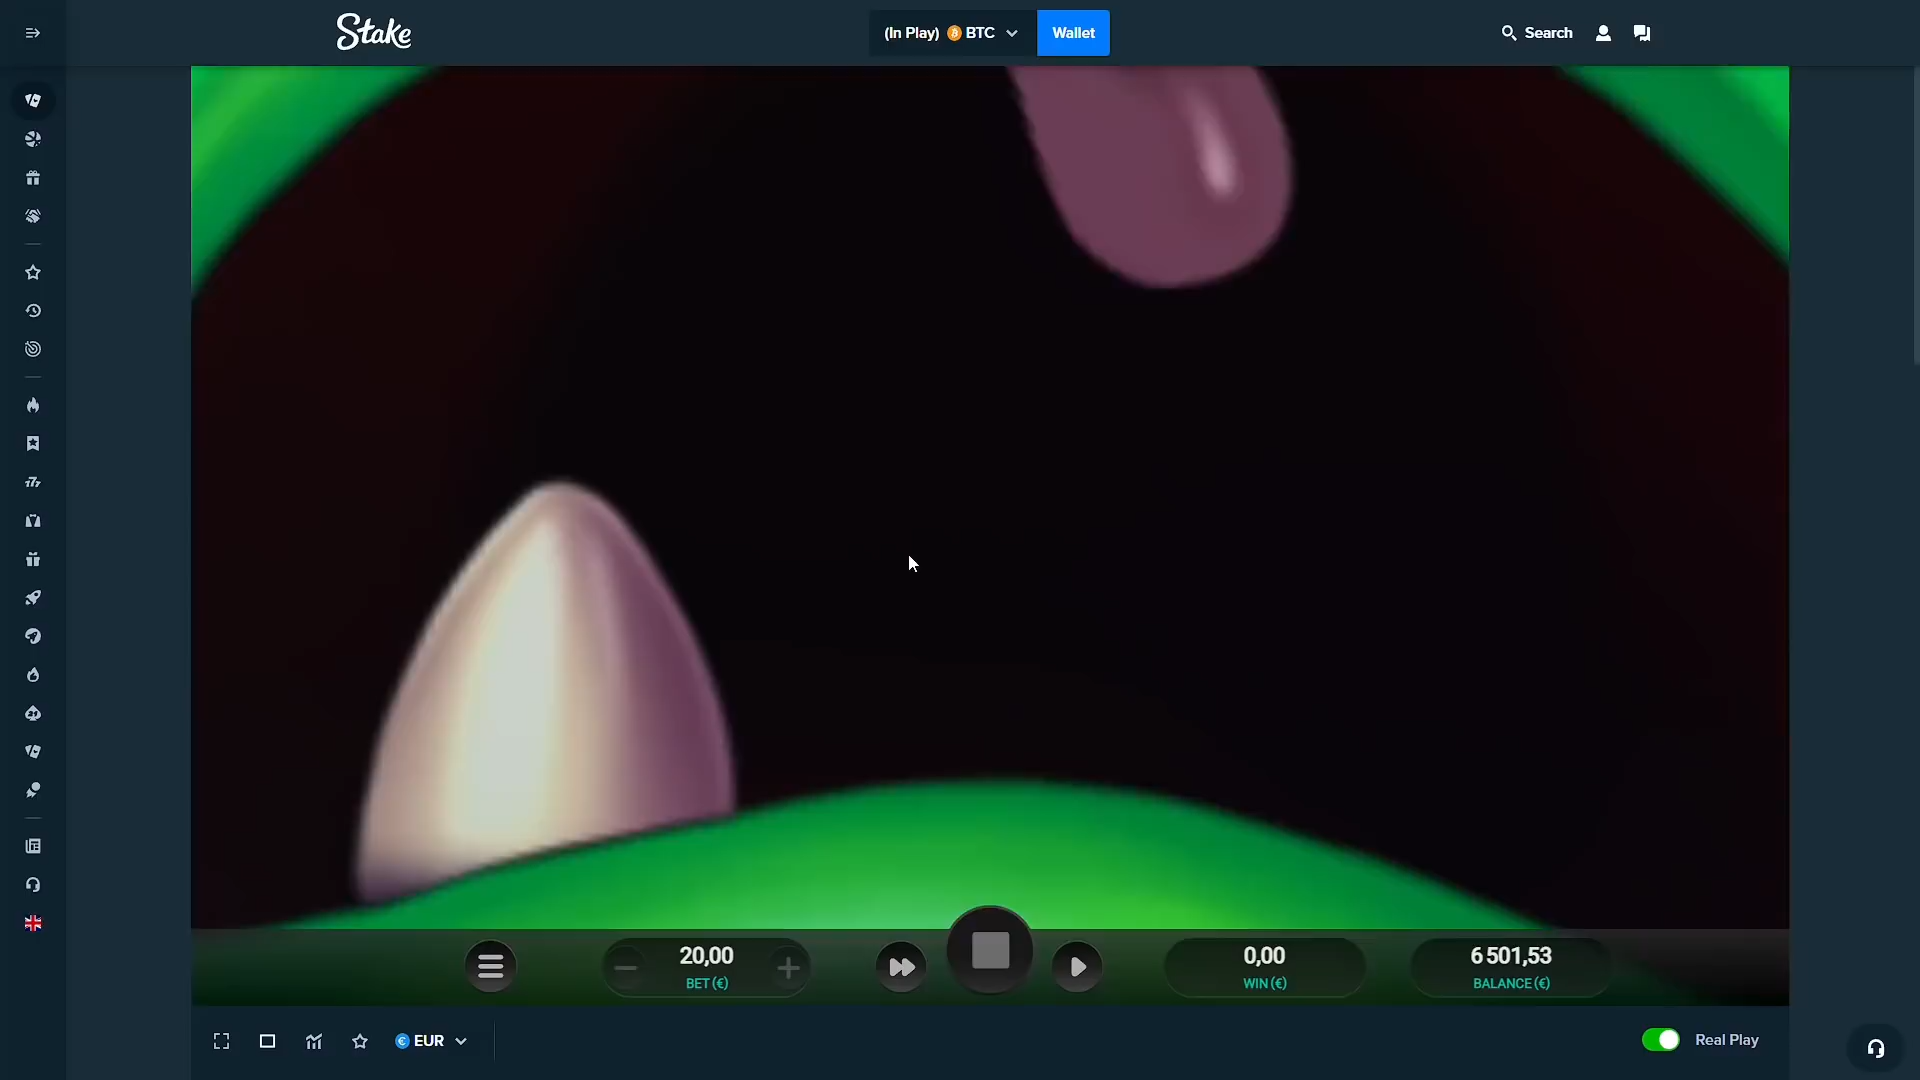 Stake
(In Play) BTC
Wallet
Search
20,00
BET (€)
0,00
WIN (€)
6 501,53
BALANCE (€)
EUR
Real Play